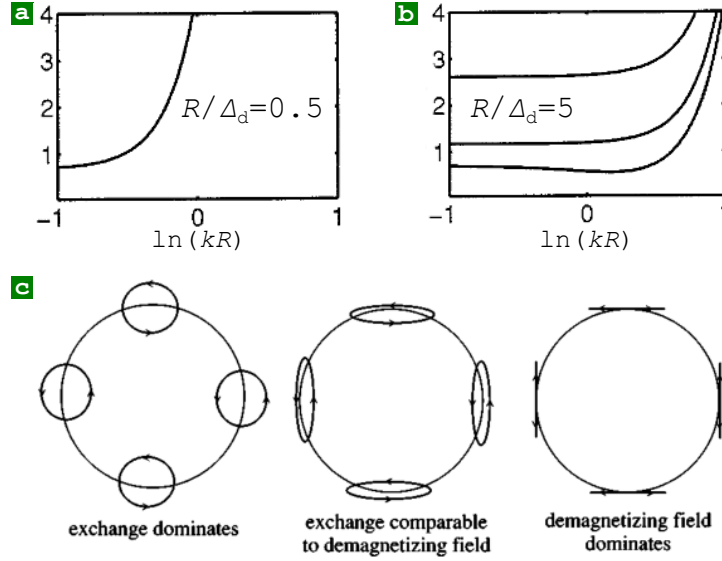 a
4
3
2
1
R/Δd=0.5
-1
0
1
ln(kR)
b
4
3
2
1
R/Δd=5
-1
0
1
ln(kR)
c
exchange dominates
exchange comparable
to demagnetizing field
demagnetizing field
dominates